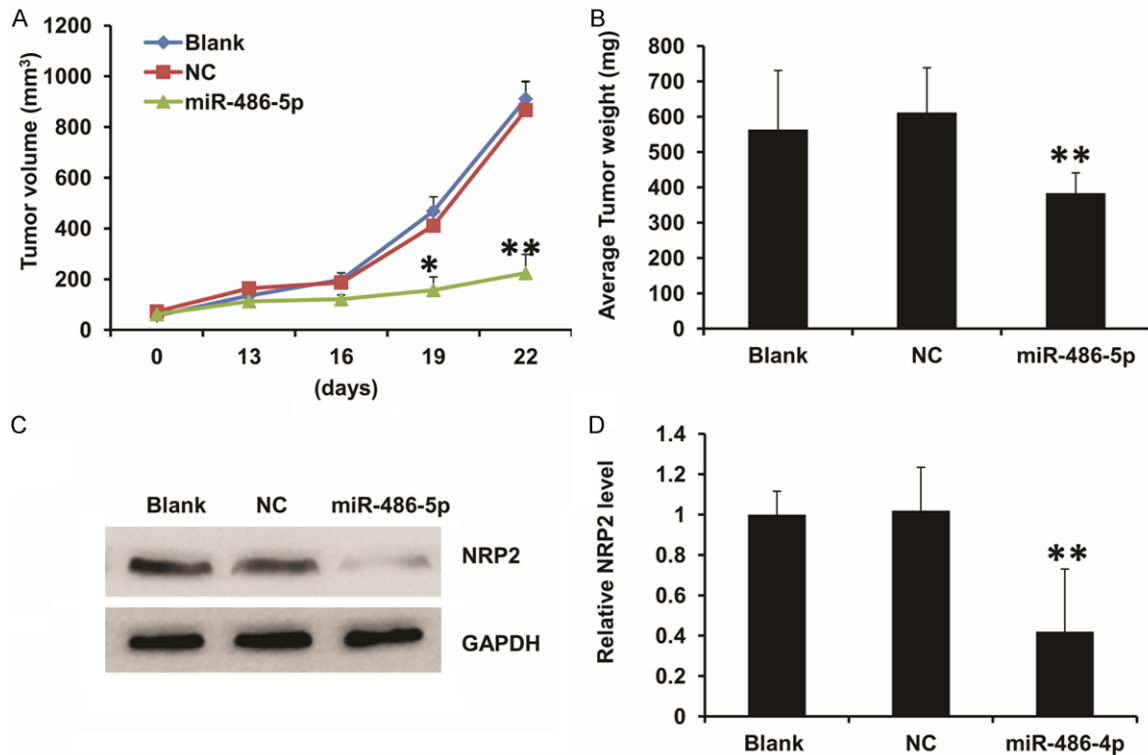 A
Tumor volume (mm³)
1200
1000
800
600
400
200
0
Blank
NC
miR-486-5p
*
**
0 13 16 19 22
(days)
B
Average Tumor weight (mg)
800
700
600
500
400
300
200
100
0
**
Blank NC miR-486-5p
C
Blank NC miR-486-5p
NRP2
GAPDH
D
Relative NRP2 level
1.4
1.2
1
0.8
0.6
0.4
0.2
0
**
Blank NC miR-486-4p